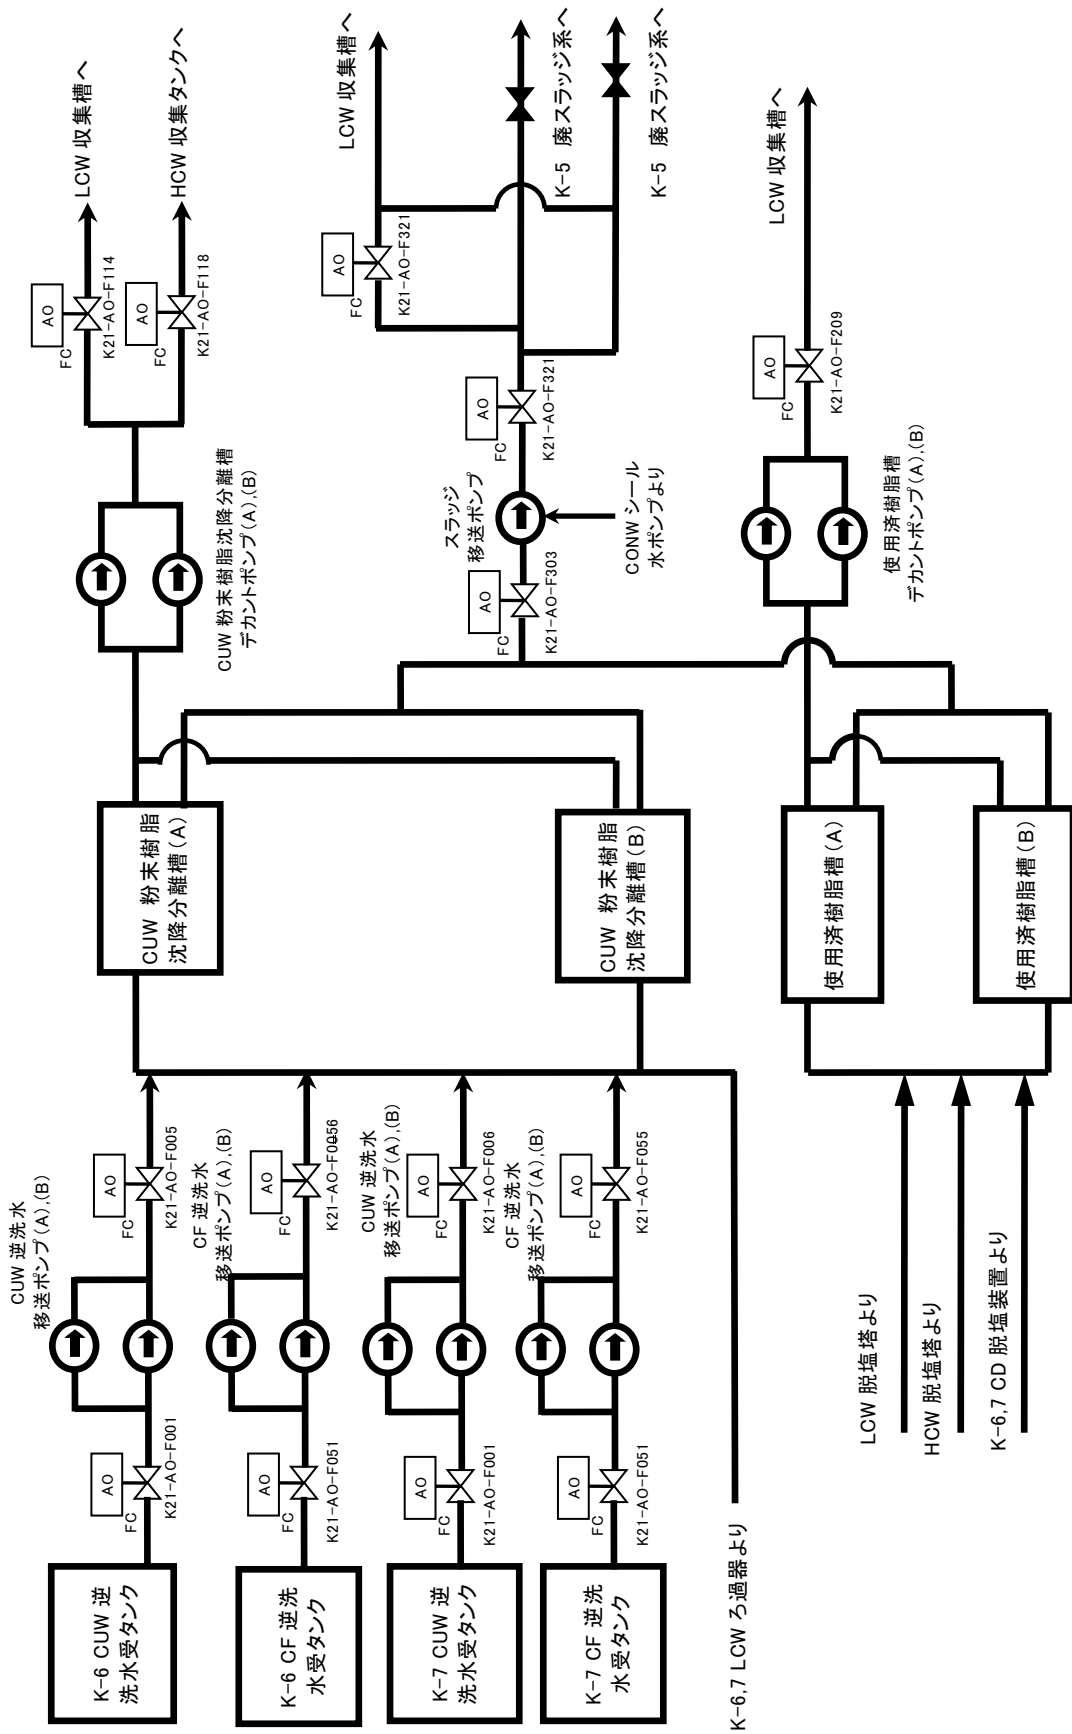 K-6 CUW 逆
洗水受タンク
FC
AO
K21-AO-F001
CUW 逆洗水
移送ポンプ(A),(B)
FC
AO
K21-AO-F005
K-6 CF 逆洗
水受タンク
FC
AO
K21-AO-F051
CF 逆洗水
移送ポンプ(A),(B)
FC
AO
K21-AO-F0056
K-7 CUW 逆
洗水受タンク
FC
AO
K21-AO-F001
CUW 逆洗水
移送ポンプ(A),(B)
FC
AO
K21-AO-F006
K-7 CF 逆洗
水受タンク
FC
AO
K21-AO-F051
CF 逆洗水
移送ポンプ(A),(B)
FC
AO
K21-AO-F055
K-6,7 LCW ろ過器より
CUW 粉末樹脂
沈降分離槽(A)
CUW 粉末樹脂
沈降分離槽(B)
CUW 粉末樹脂沈降分離槽
デカントポンプ(A),(B)
FC
AO
K21-AO-F114
LCW 収集槽へ
FC
AO
K21-AO-F118
HCW 収集タンクへ
FC
AO
K21-AO-F303
スラッジ
移送ポンプ
CONW シール
水ポンプより
FC
AO
K21-AO-F321
FC
AO
K21-AO-F321
LCW 収集槽へ
K-5 廃スラッジ系へ
K-5 廃スラッジ系へ
LCW 脱塩塔より
HCW 脱塩塔より
K-6,7 CD 脱塩装置より
使用済樹脂槽(A)
使用済樹脂槽(B)
使用済樹脂槽
デカントポンプ(A),(B)
FC
AO
K21-AO-F209
LCW 収集槽へ